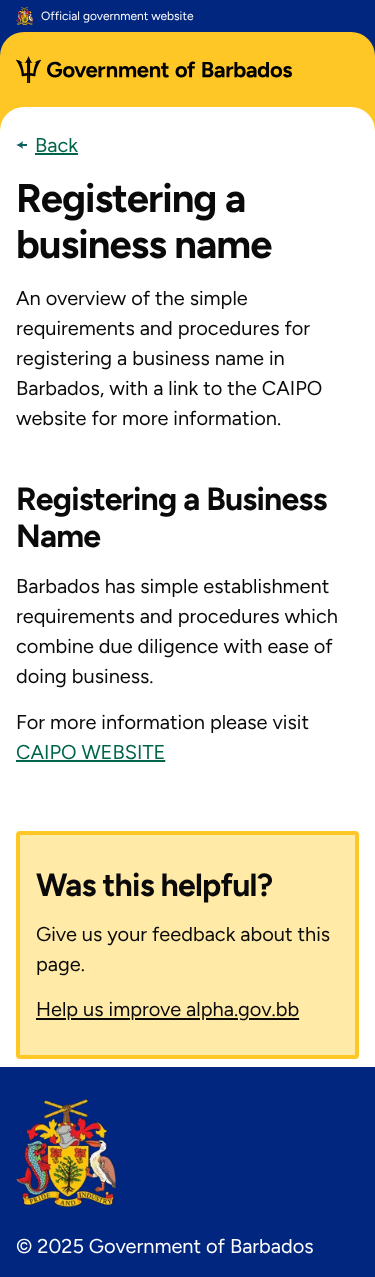 Official government website
Government of Barbados
Back
Registering a
business name
An overview of the simple
requirements and procedures for
registering a business name in
Barbados, with a link to the CAIPO
website for more information.
Registering a Business
Name
Barbados has simple establishment
requirements and procedures which
combine due diligence with ease of
doing business.
For more information please visit
CAIPO WEBSITE
Was this helpful?
Give us your feedback about this
page.
Help us improve alpha.gov.bb
PRIDE AND INDUSTRY
© 2025 Government of Barbados